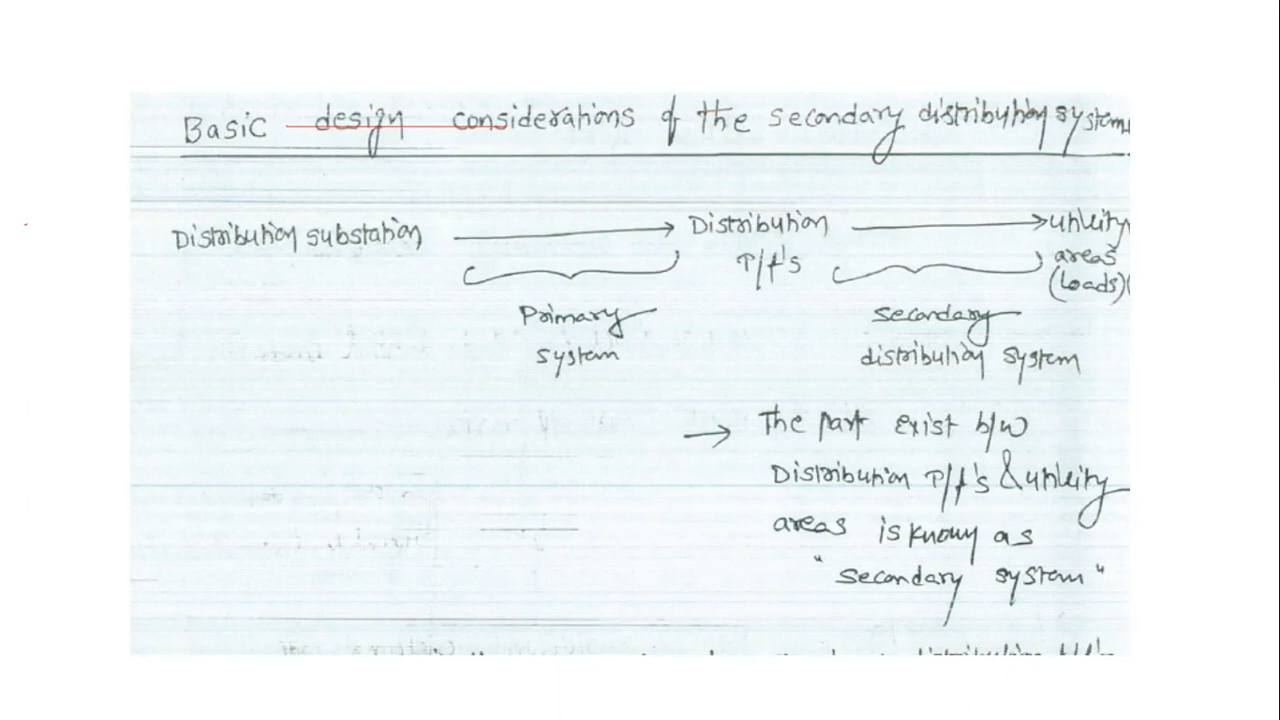 Basic design considerations of the secondary distribution system
Distribution substation → Distribution → utility
T/f's areas
(Loads)
Primary secondary
system distribution system
→ The part exist b/w
Distribution T/f's & utility
areas is known as
"secondary system"